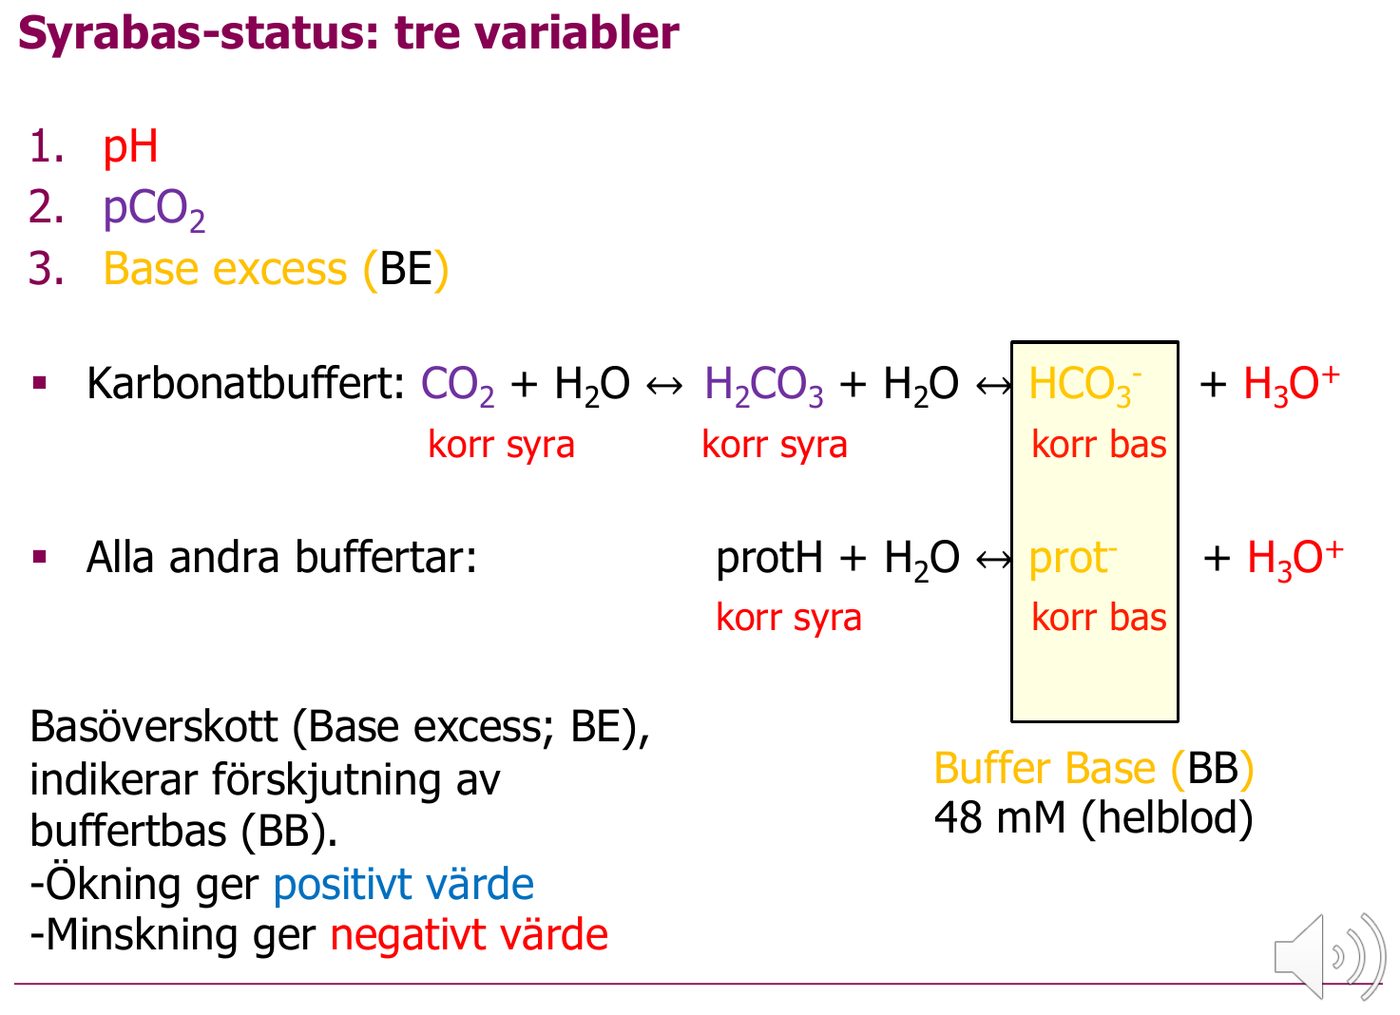 Syrabas-status: tre variabler
1. pH
2. pCO₂
3. Base excess (BE)
▪ Karbonatbuffert: CO₂ + H₂O ↔ H₂CO₃ + H₂O ↔ HCO₃⁻ + H₃O⁺
korr syra korr syra korr bas
▪ Alla andra buffertar: protH + H₂O ↔ prot⁻ + H₃O⁺
korr syra korr bas
Basöverskott (Base excess; BE),
indikerar förskjutning av
buffertbas (BB).
-Ökning ger positivt värde
-Minskning ger negativt värde
Buffer Base (BB)
48 mM (helblod)